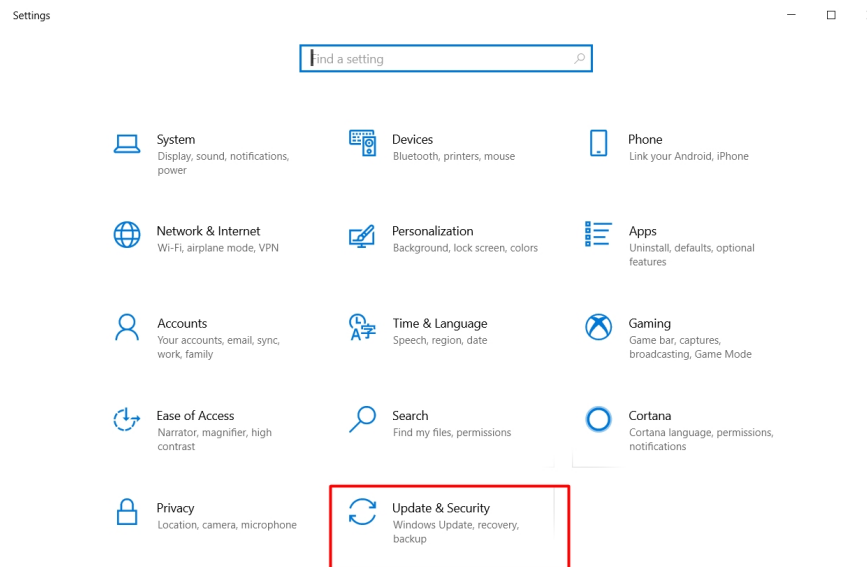 Settings
Find a setting
System
Display, sound, notifications,
power
Devices
Bluetooth, printers, mouse
Phone
Link your Android, iPhone
Network & Internet
Wi-Fi, airplane mode, VPN
Personalization
Background, lock screen, colors
Apps
Uninstall, defaults, optional
features
Accounts
Your accounts, email, sync,
work, family
Time & Language
Speech, region, date
Gaming
Game bar, captures,
broadcasting, Game Mode
Ease of Access
Narrator, magnifier, high
contrast
Search
Find my files, permissions
Cortana
Cortana language, permissions,
notifications
Privacy
Location, camera, microphone
Update & Security
Windows Update, recovery,
backup